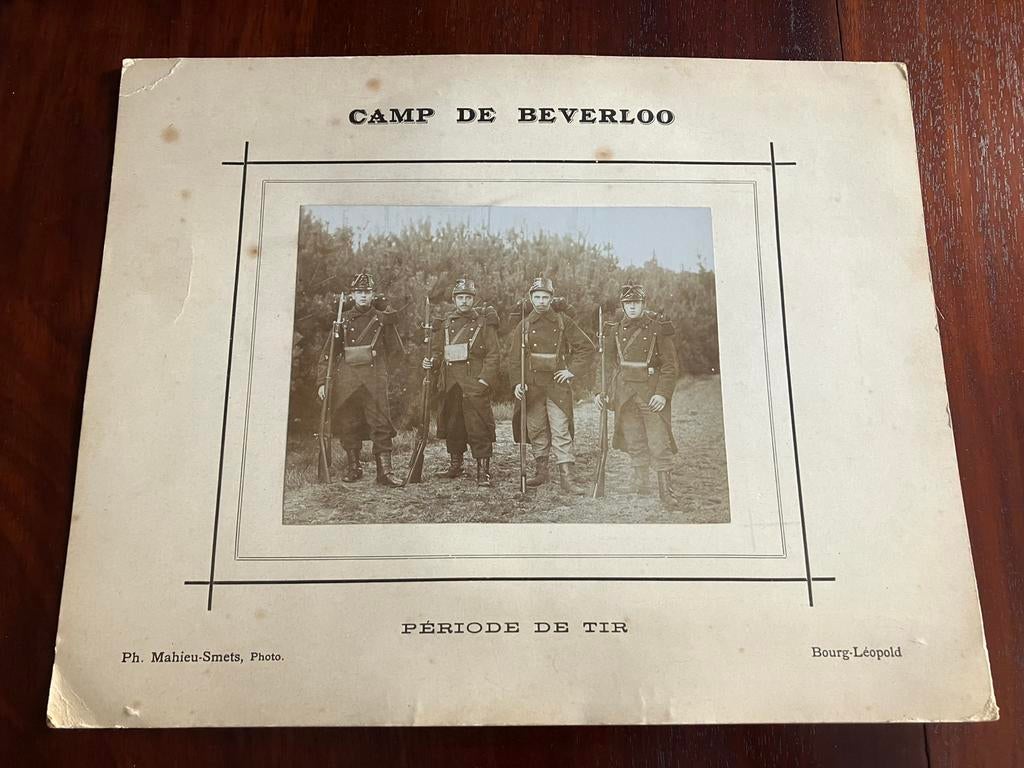 CAMP DE BEVERLOO
PÉRIODE DE TIR
Ph. Mahieu-Smets, Photo.
Bourg-Léopold